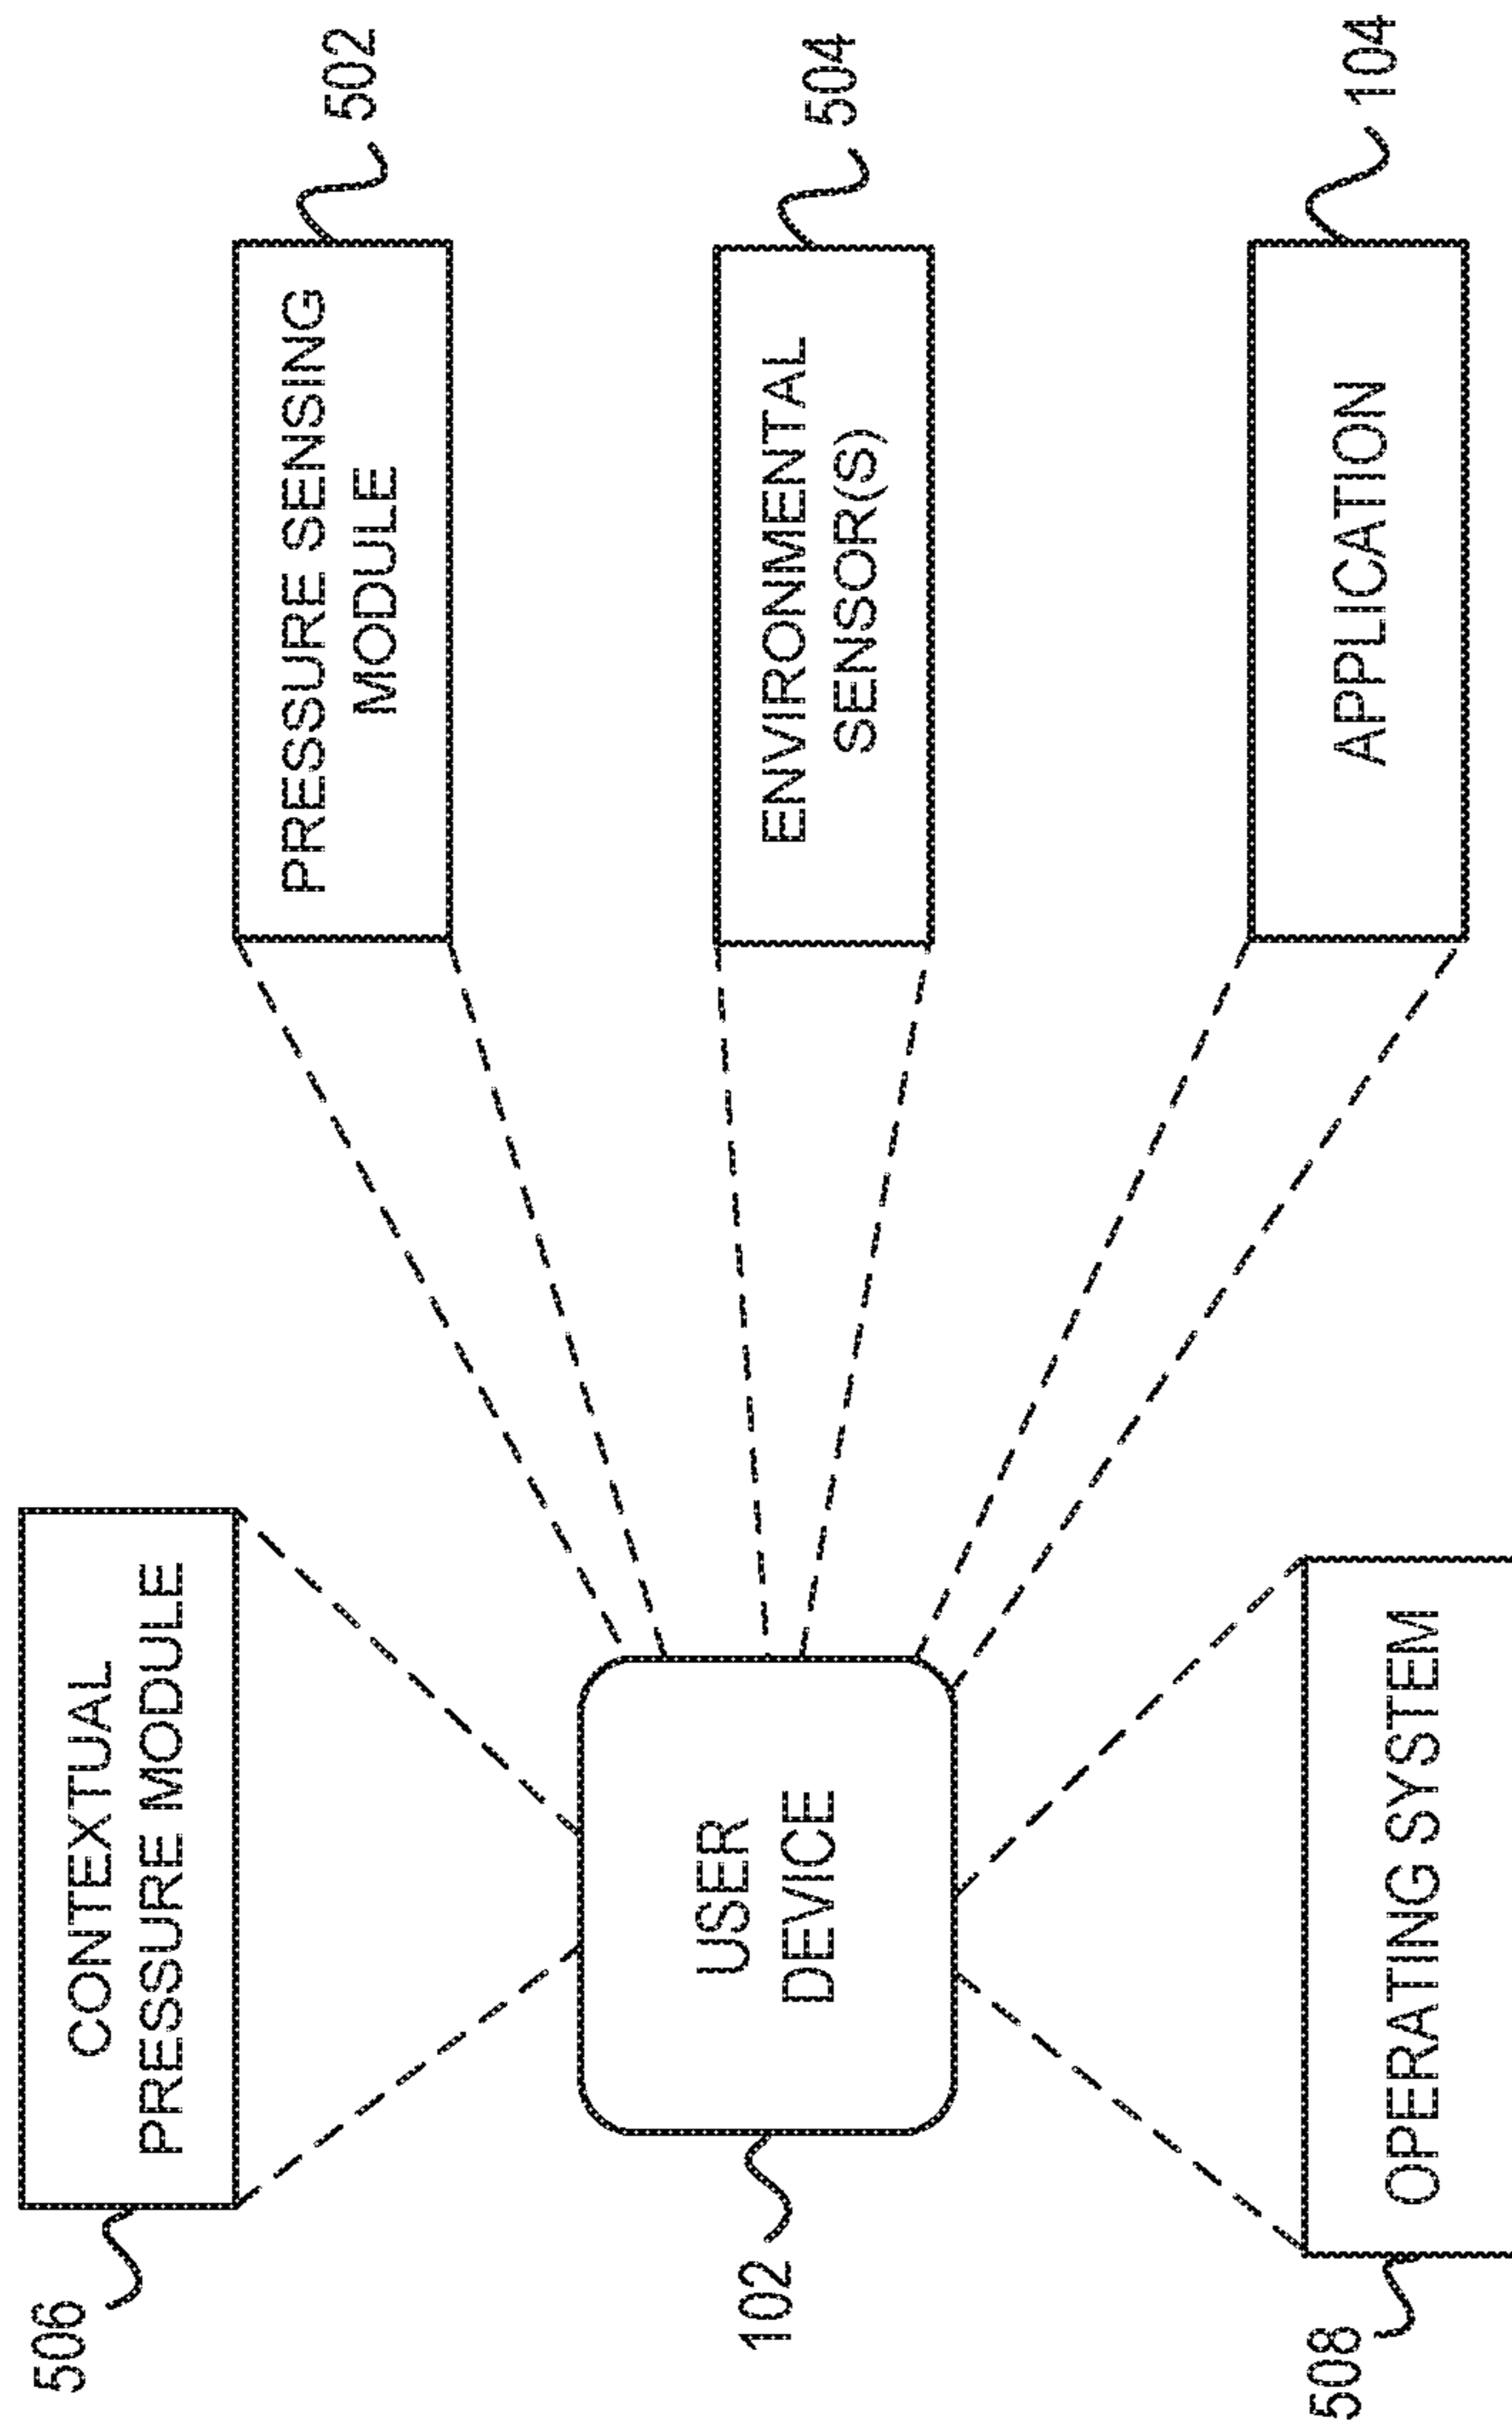 506
CONTEXTUAL
PRESSURE MODULE
PRESSURE SENSING
MODULE
502
102
USER
DEVICE
ENVIRONMENTAL
SENSOR(S)
504
508
OPERATING SYSTEM
APPLICATION
104